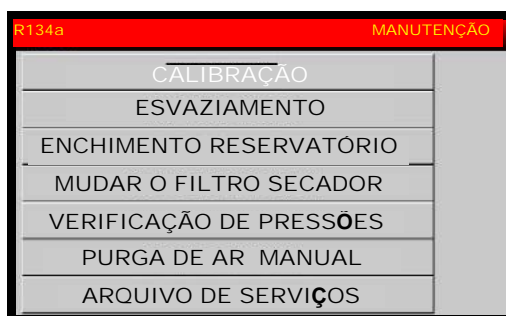 R134a MANUTENÇÃO
CALIBRAÇÃO
ESVAZIAMENTO
ENCHIMENTO RESERVATÓRIO
MUDAR O FILTRO SECADOR
VERIFICAÇÃO DE PRESSÕES
PURGA DE AR MANUAL
ARQUIVO DE SERVIÇOS